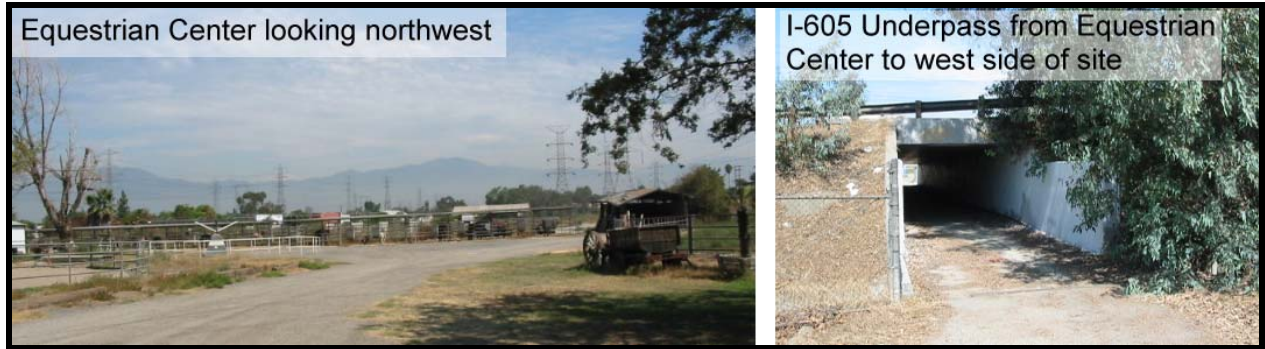 Equestrian Center looking northwest
I-605 Underpass from Equestrian
Center to west side of site